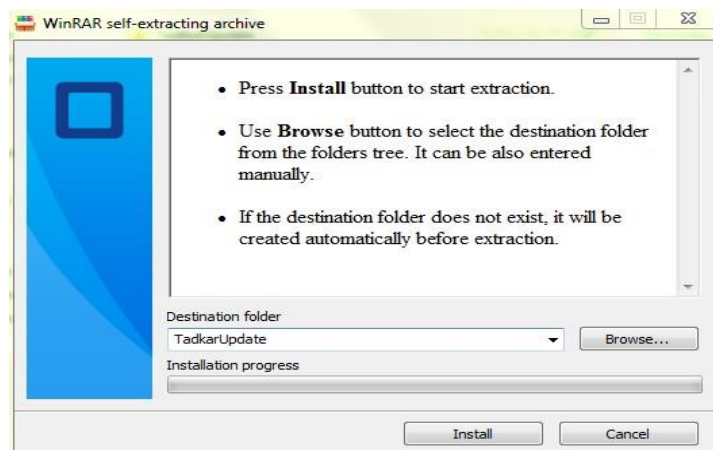 WinRAR self-extracting archive
• Press Install button to start extraction.
• Use Browse button to select the destination folder
from the folders tree. It can be also entered
manually.
• If the destination folder does not exist, it will be
created automatically before extraction.
Destination folder
TadkarUpdate
Browse...
Installation progress
Install
Cancel